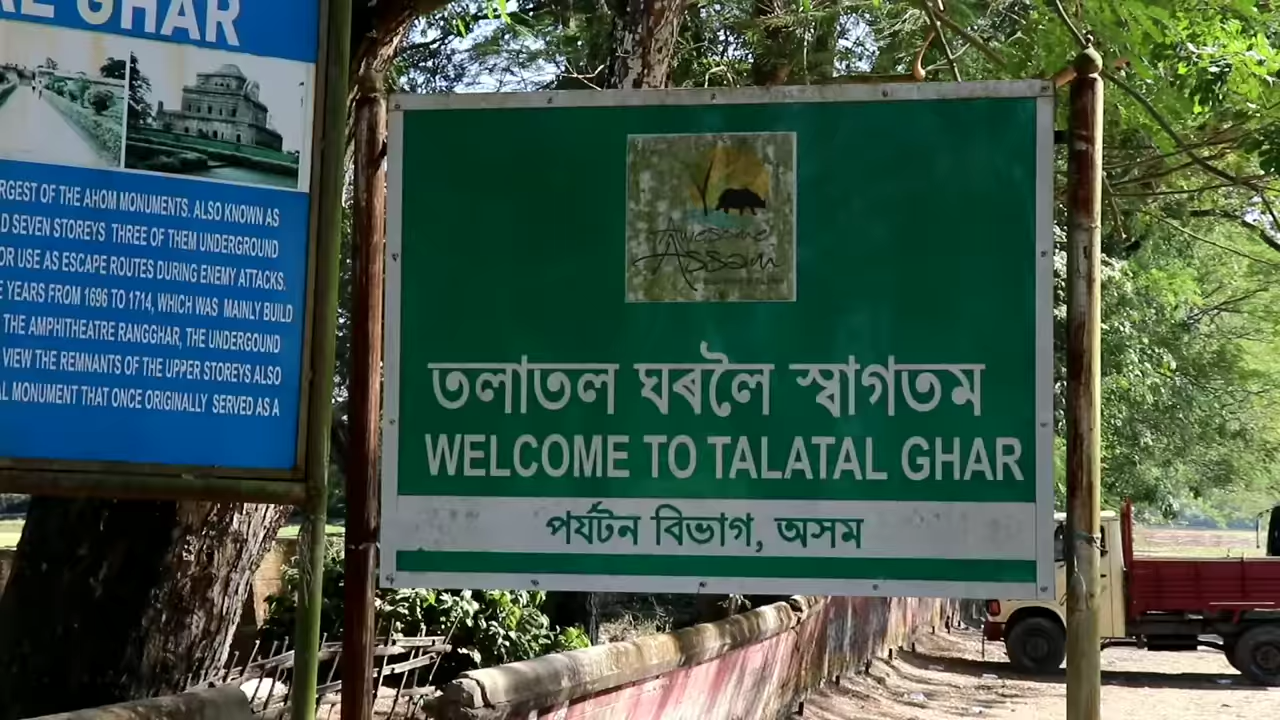 GHAR
RGEST OF THE AHOM MONUMENTS. ALSO KNOWN AS
D SEVEN STOREYS THREE OF THEM UNDERGROUND
OR USE AS ESCAPE ROUTES DURING ENEMY ATTACKS.
E YEARS FROM 1696 TO 1714, WHICH WAS MAINLY BUILD
THE AMPHITHEATRE RANGGHAR, THE UNDERGOUND
VIEW THE REMNANTS OF THE UPPER STOREYS ALSO
AL MONUMENT THAT ONCE ORIGINALLY SERVED AS A
Awesome
Assam
তলাতল ঘৰলৈ স্বাগতম
WELCOME TO TALATAL GHAR
পৰ্যটন বিভাগ, অসম